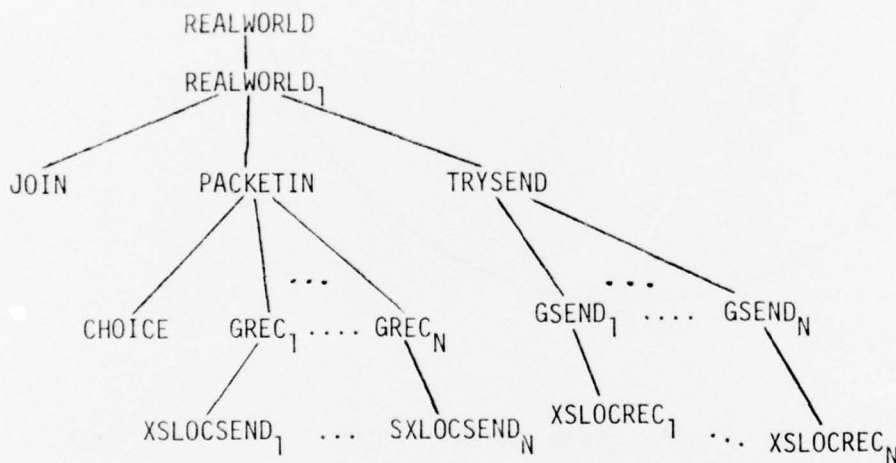 REALWORLD
REALWORLD1
JOIN PACKETIN TRYSEND
... ...
CHOICE GREC1 .... GRECN GSEND1 .... GSENDN
XSLOCSEND1 ... SXLOCSENDN XSLOCREC1 ... XSLOCRECN